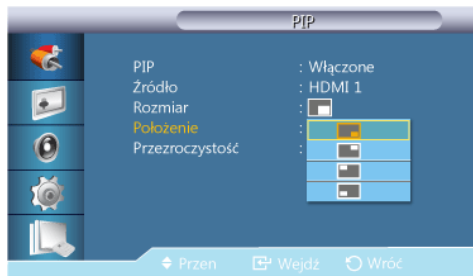 PIP
PIP : Włączone
Źródło : HDMI 1
Rozmiar :
Położenie :
Przezroczystość :
Przen Wejdź Wróć